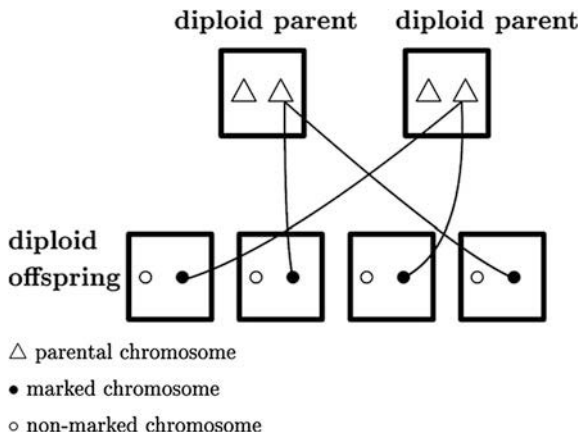 diploid parent diploid parent
diploid
offspring
△ parental chromosome
● marked chromosome
○ non-marked chromosome